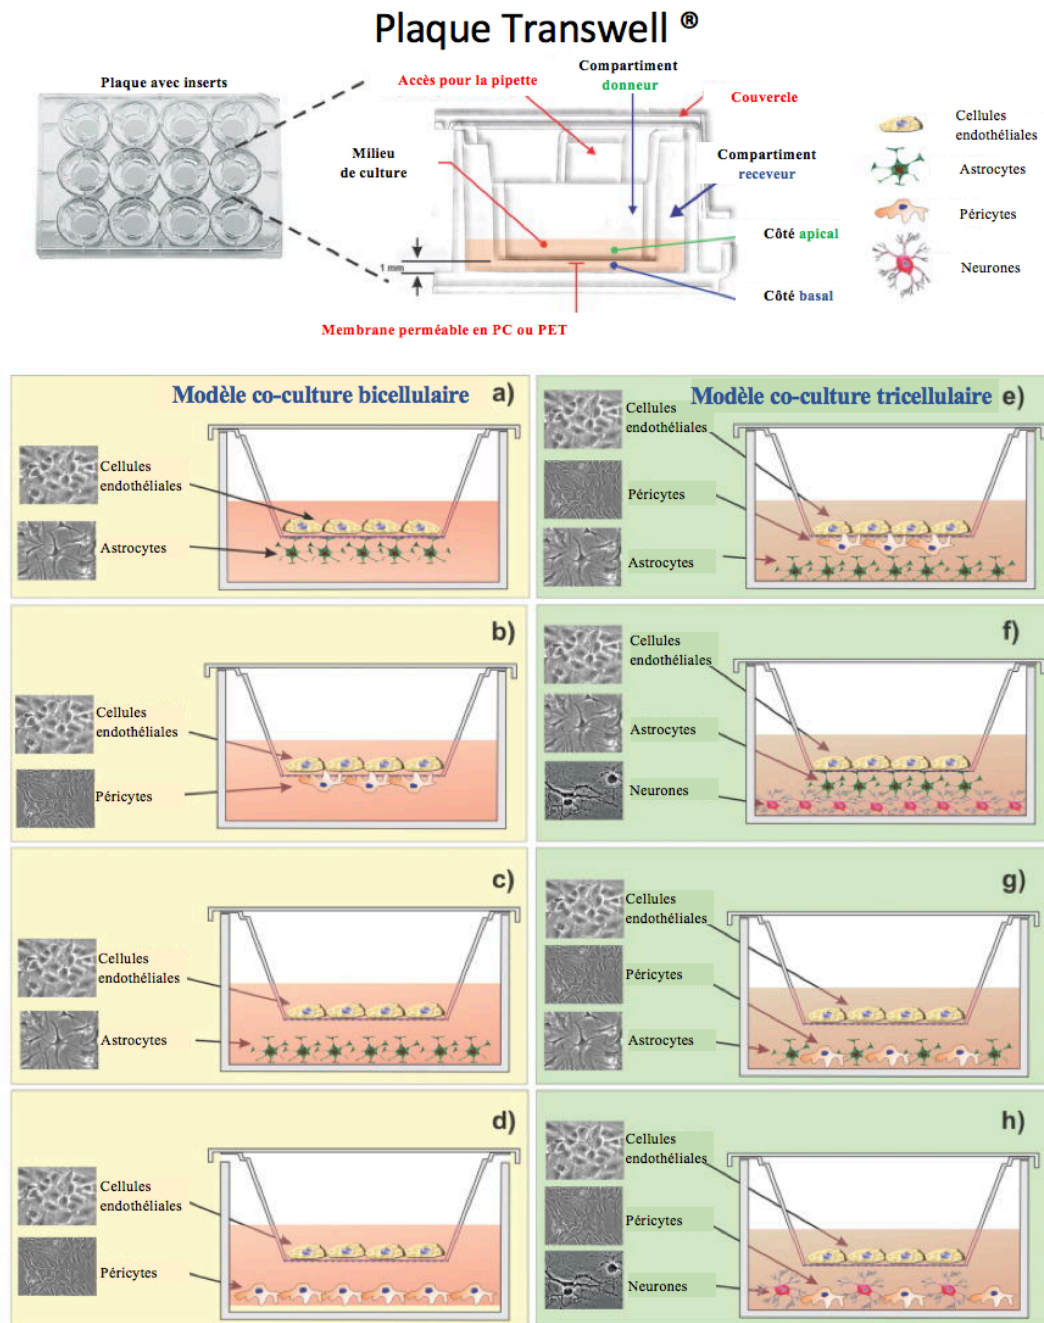 Plaque Transwell ®
Plaque avec inserts
Accès pour la pipette
Compartiment
donneur
Couvercle
Milieu
de culture
Compartiment
receveur
Côté apical
1 mm
Côté basal
Membrane perméable en PC ou PET
Cellules
endothéliales
Astrocytes
Péricytes
Neurones
Modèle co-culture bicellulaire
a)
Cellules
endothéliales
Astrocytes
b)
Cellules
endothéliales
Péricytes
c)
Cellules
endothéliales
Astrocytes
d)
Cellules
endothéliales
Péricytes
Modèle co-culture tricellulaire
e)
Cellules
endothéliales
Péricytes
Astrocytes
f)
Cellules
endothéliales
Astrocytes
Neurones
g)
Cellules
endothéliales
Péricytes
Astrocytes
h)
Cellules
endothéliales
Péricytes
Neurones